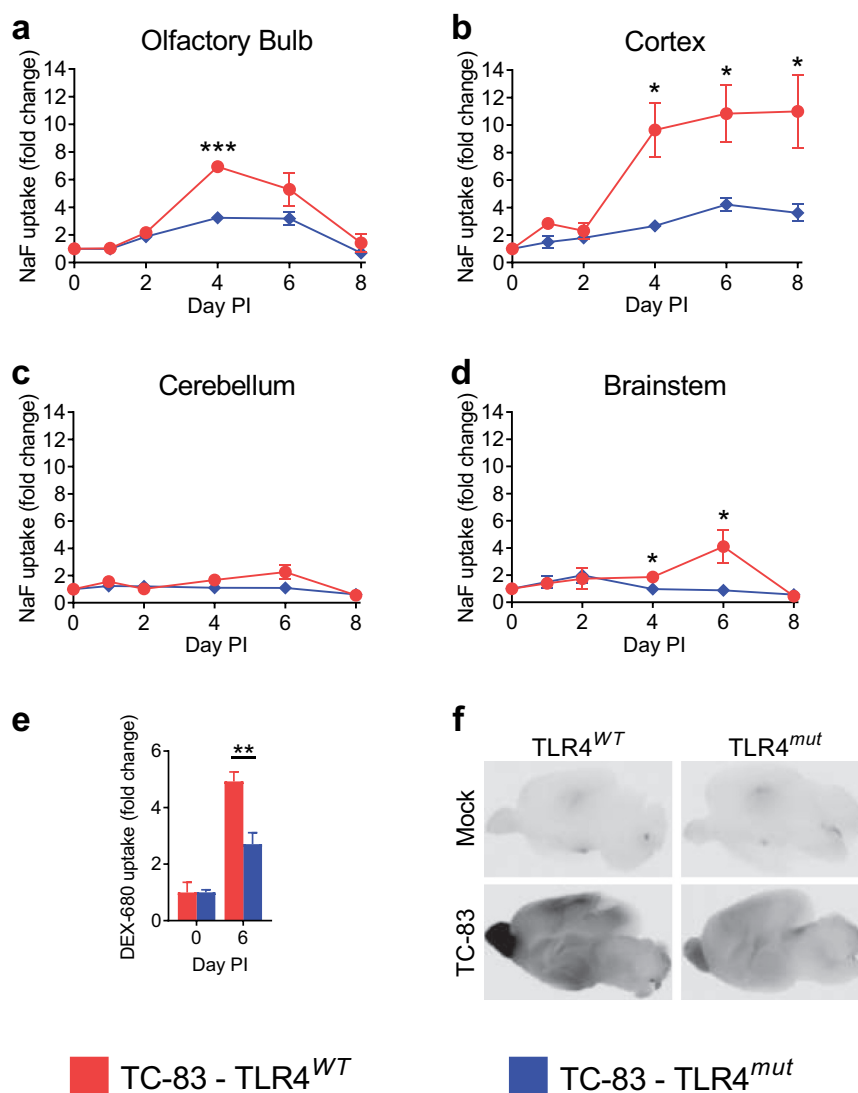 a
Olfactory Bulb
NaF uptake (fold change)
14
12
10
8
6
4
2
0
***
0 2 4 6 8
Day PI
b
Cortex
NaF uptake (fold change)
14
12
10
8
6
4
2
0
* * *
0 2 4 6 8
Day PI
c
Cerebellum
NaF uptake (fold change)
14
12
10
8
6
4
2
0
0 2 4 6 8
Day PI
d
Brainstem
NaF uptake (fold change)
14
12
10
8
6
4
2
0
* *
0 2 4 6 8
Day PI
e
DEX-680 uptake (fold change)
6
4
2
0
**
0 6
Day PI
f
TLR4WT TLR4mut
Mock
TC-83
TC-83 - TLR4WT
TC-83 - TLR4mut